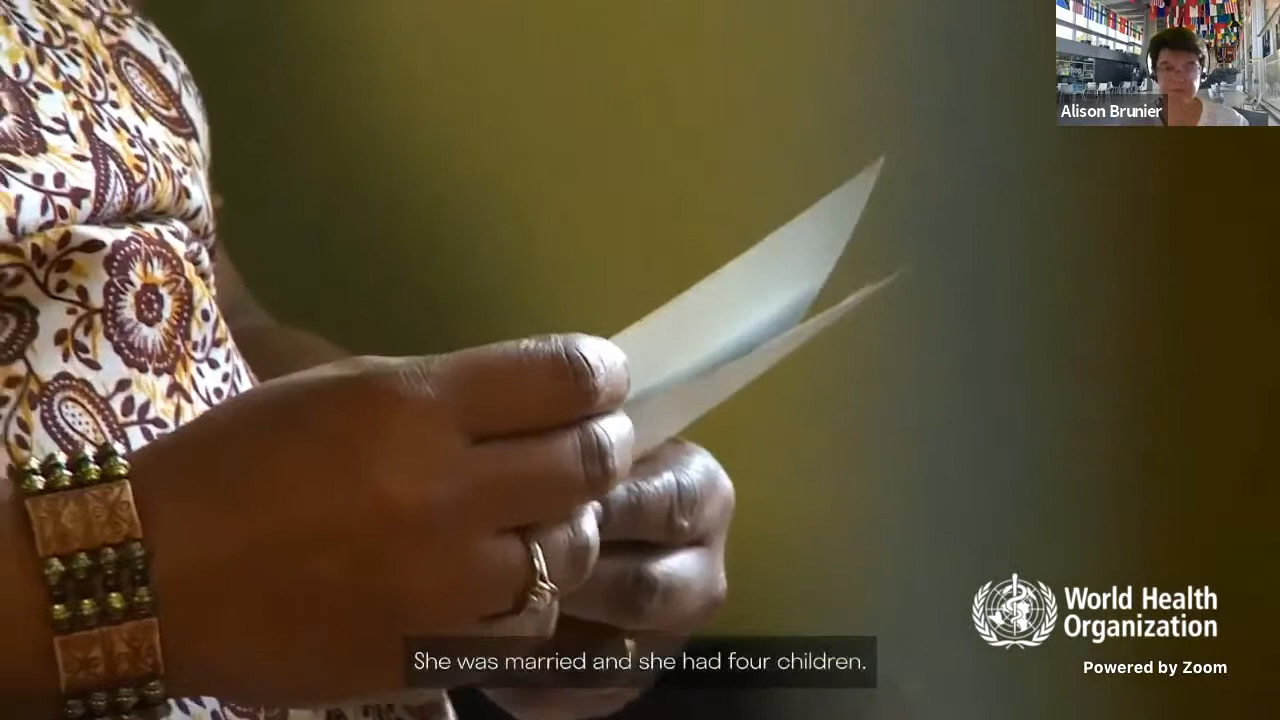 Alison Brunier
World Health
Organization
Powered by Zoom
She was married and she had four children.